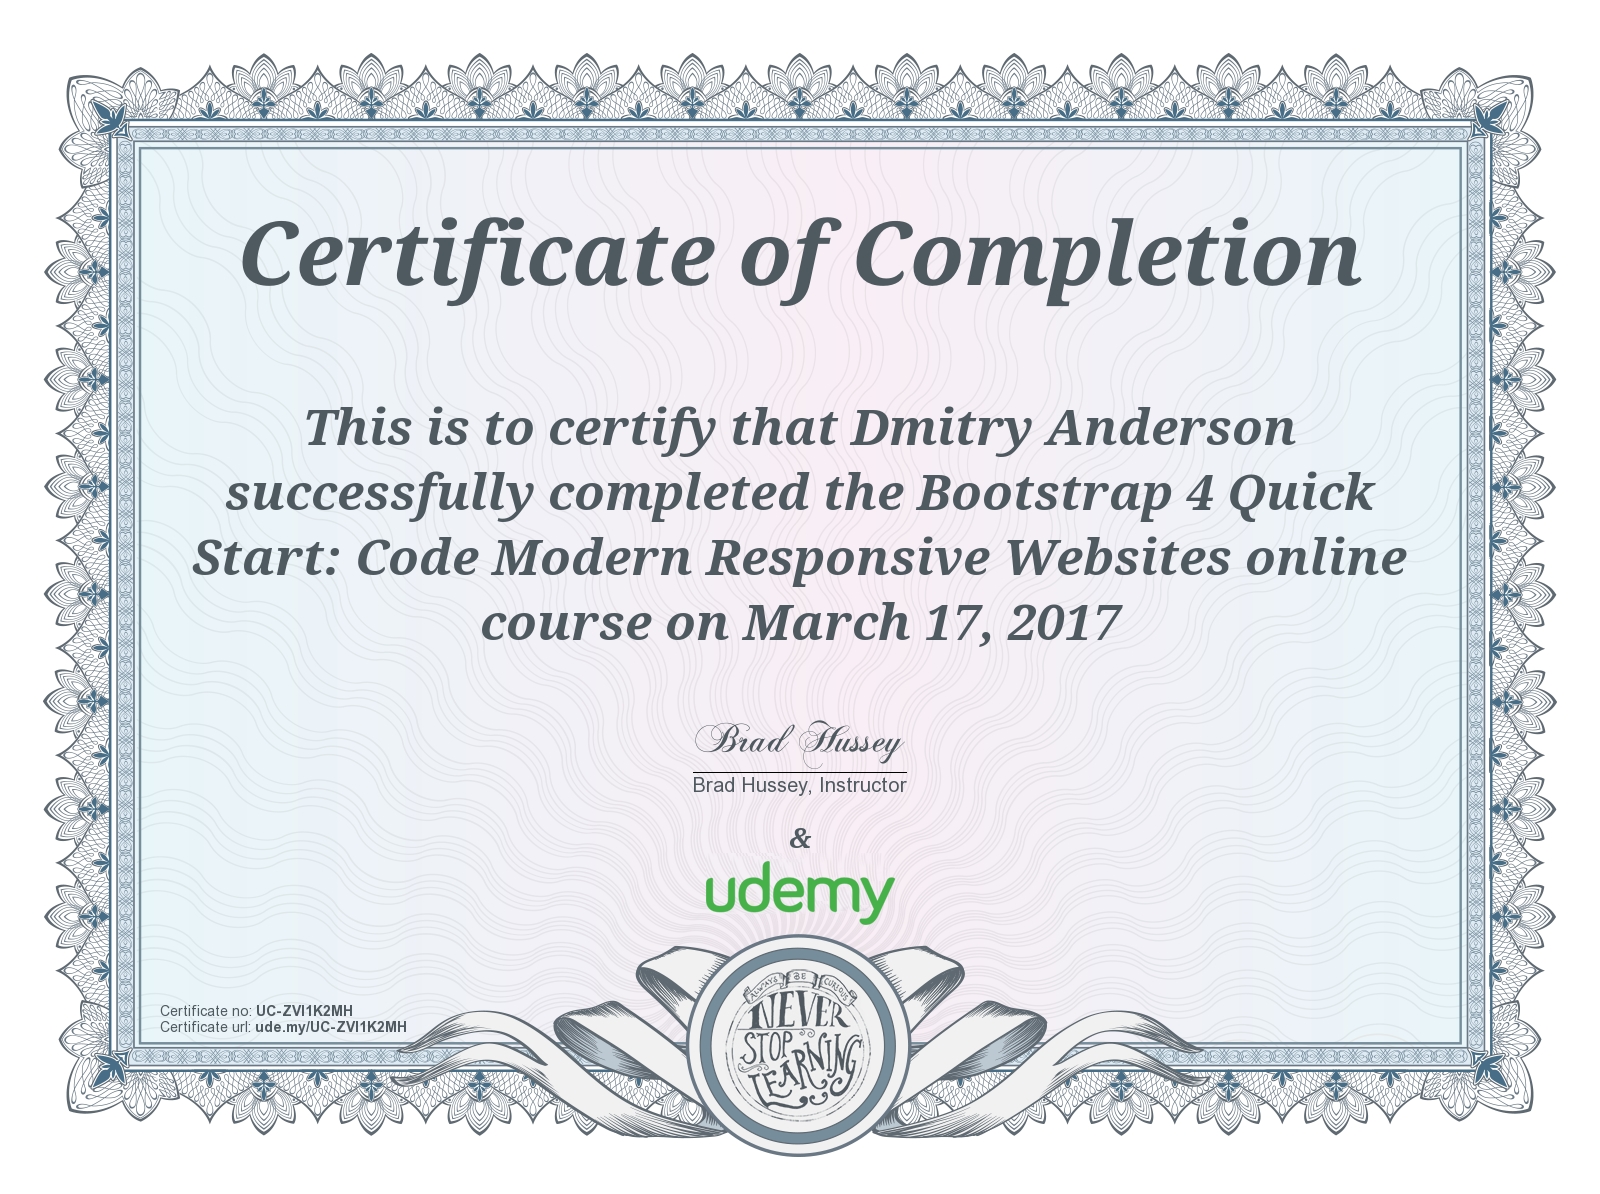 Certificate of Completion
This is to certify that Dmitry Anderson
successfully completed the Bootstrap 4 Quick
Start: Code Modern Responsive Websites online
course on March 17, 2017
Brad Hussey
Brad Hussey, Instructor
&
udemy
ALWAYS BE CURIOUS
NEVER
STOP
LEARNING
Certificate no: UC-ZVI1K2MH
Certificate url: ude.my/UC-ZVI1K2MH